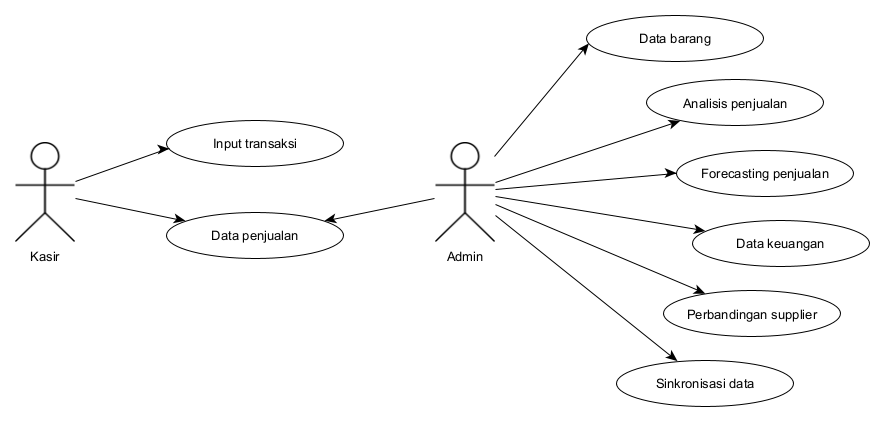 Data barang
Analisis penjualan
Input transaksi
Forecasting penjualan
Data penjualan
Data keuangan
Kasir
Admin
Perbandingan supplier
Sinkronisasi data